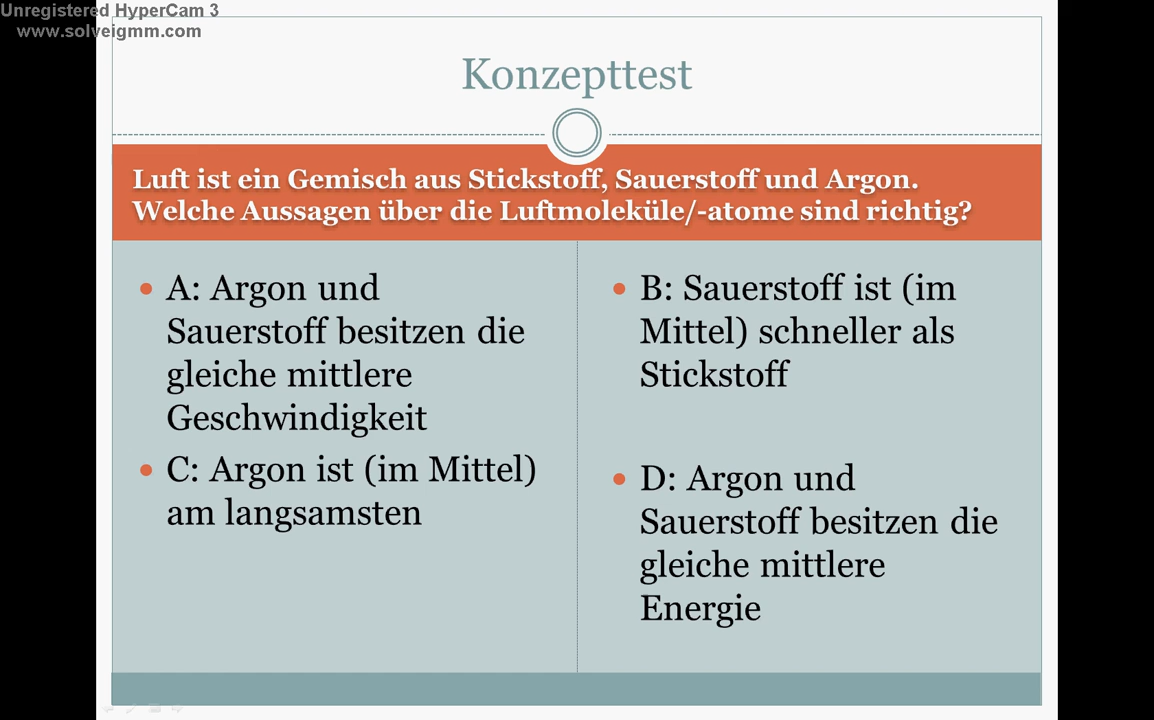 Unregistered HyperCam 3
www.solveigmm.com
Konzepttest
Luft ist ein Gemisch aus Stickstoff, Sauerstoff und Argon.
Welche Aussagen über die Luftmoleküle/-atome sind richtig?
A: Argon und
Sauerstoff besitzen die
gleiche mittlere
Geschwindigkeit
C: Argon ist (im Mittel)
am langsamsten
B: Sauerstoff ist (im
Mittel) schneller als
Stickstoff
D: Argon und
Sauerstoff besitzen die
gleiche mittlere
Energie